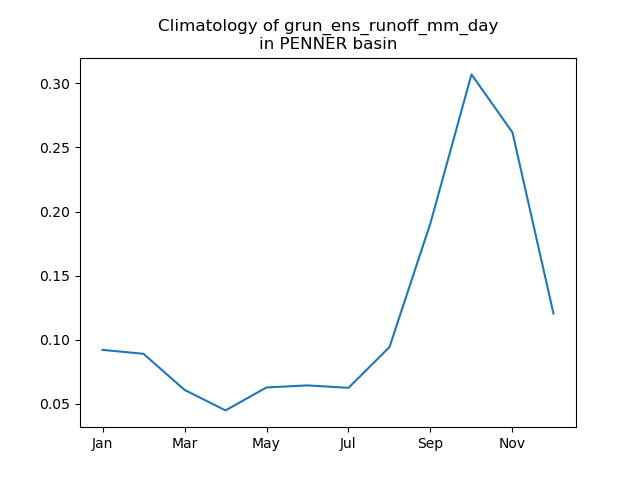 Climatology of grun_ens_runoff_mm_day
in PENNER basin
0.30
0.25
0.20
0.15
0.10
0.05
Jan
Mar
May
Jul
Sep
Nov